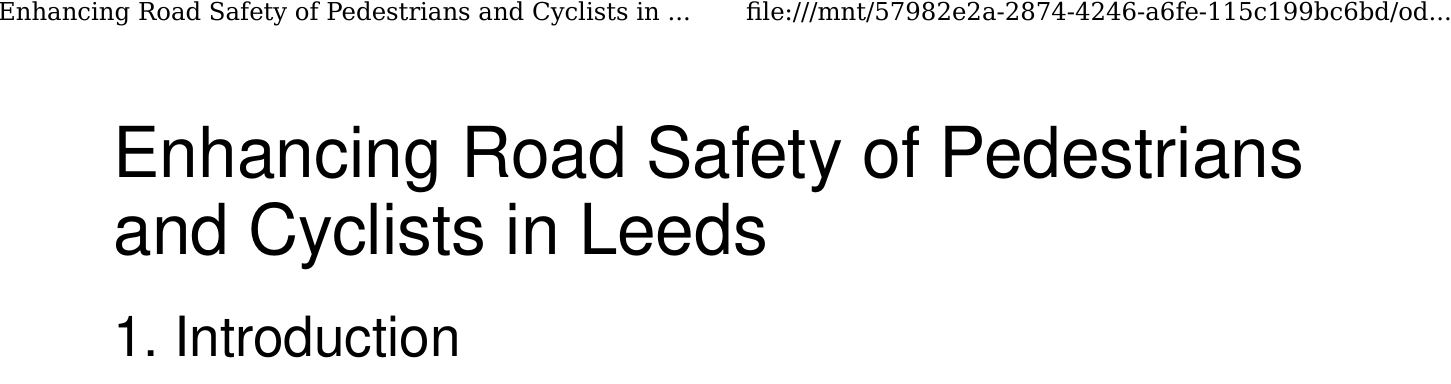 Enhancing Road Safety of Pedestrians and Cyclists in ... file:///mnt/57982e2a-2874-4246-a6fe-115c199bc6bd/od...
Enhancing Road Safety of Pedestrians
and Cyclists in Leeds
1. Introduction